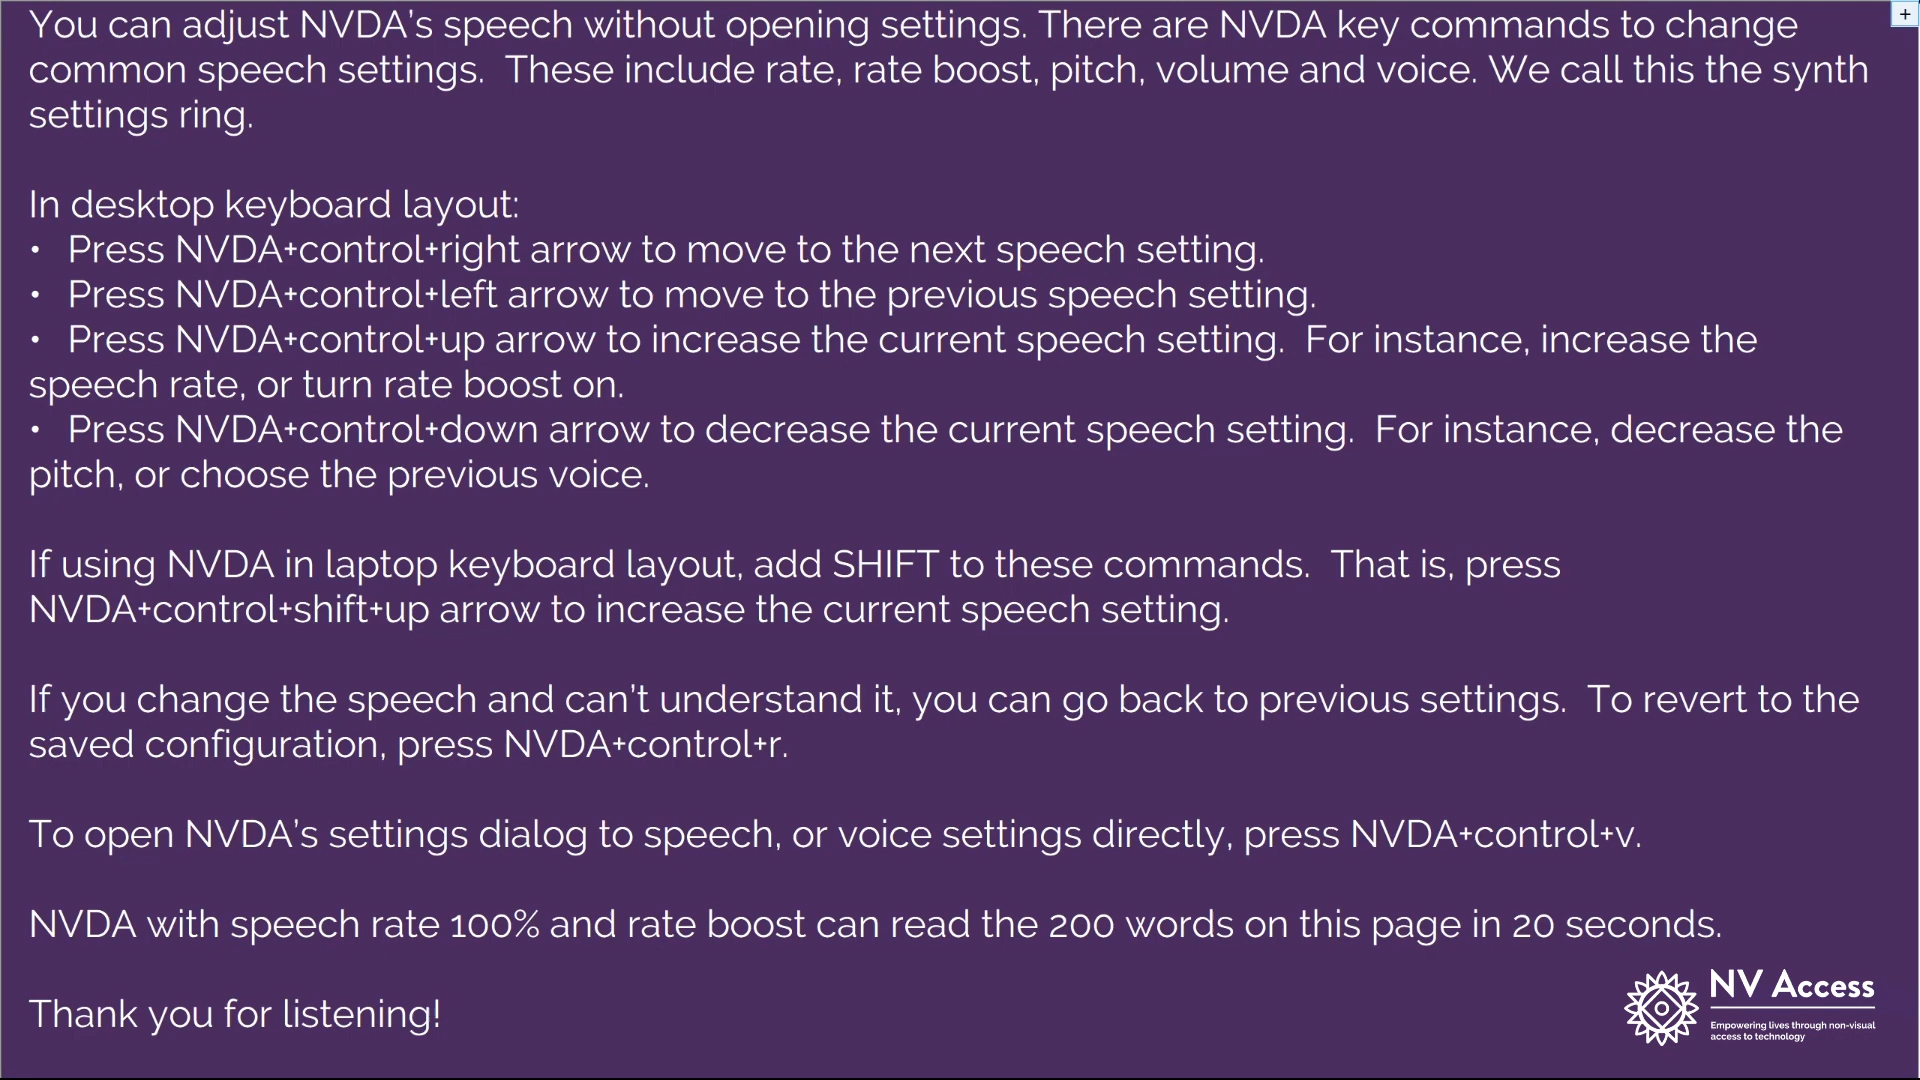 You can adjust NVDA's speech without opening settings. There are NVDA key commands to change
common speech settings.  These include rate, rate boost, pitch, volume and voice. We call this the synth
settings ring.
In desktop keyboard layout:
•  Press NVDA+control+right arrow to move to the next speech setting.
•  Press NVDA+control+left arrow to move to the previous speech setting.
•  Press NVDA+control+up arrow to increase the current speech setting.  For instance, increase the
speech rate, or turn rate boost on.
•  Press NVDA+control+down arrow to decrease the current speech setting.  For instance, decrease the
pitch, or choose the previous voice.
If using NVDA in laptop keyboard layout, add SHIFT to these commands.  That is, press
NVDA+control+shift+up arrow to increase the current speech setting.
If you change the speech and can't understand it, you can go back to previous settings.  To revert to the
saved configuration, press NVDA+control+r.
To open NVDA's settings dialog to speech, or voice settings directly, press NVDA+control+v.
NVDA with speech rate 100% and rate boost can read the 200 words on this page in 20 seconds.
Thank you for listening!
NV Access
Empowering lives through non-visual
access to technology